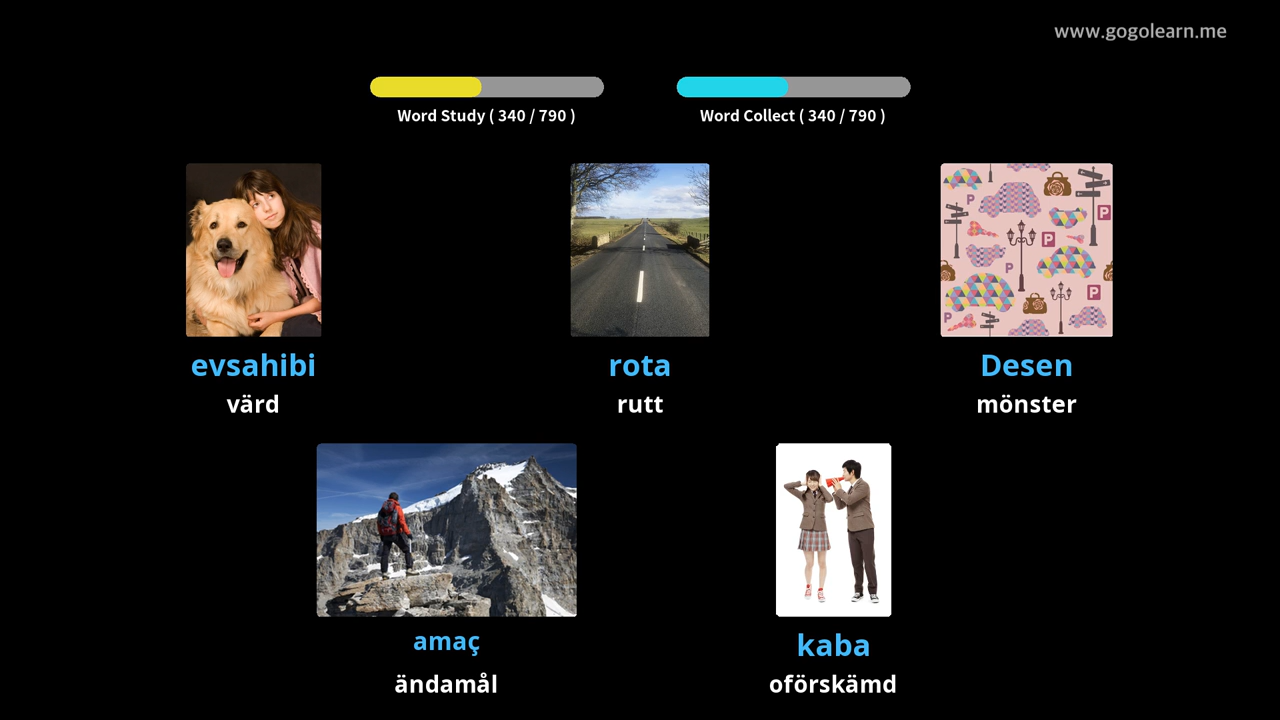 www.gogolearn.me
Word Study ( 340 / 790 )
Word Collect ( 340 / 790 )
evsahibi
värd
rota
rutt
P
P
P
P
P
P
Desen
mönster
amaç
ändamål
kaba
oförskämd